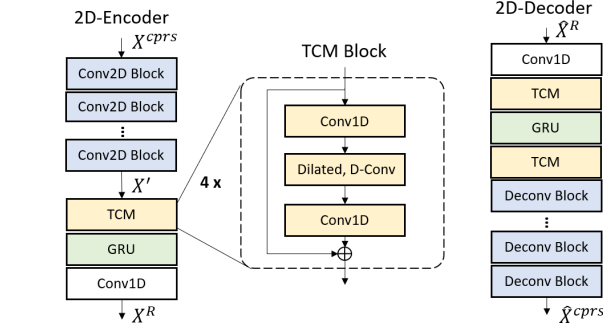 2D-Encoder
X^{cprs}
Conv2D Block
Conv2D Block
⋮
Conv2D Block
X′
TCM
GRU
Conv1D
X^R
TCM Block
4 x
Conv1D
Dilated, D-Conv
Conv1D
2D-Decoder
X̂^R
Conv1D
TCM
GRU
TCM
Deconv Block
⋮
Deconv Block
Deconv Block
X̂^{cprs}